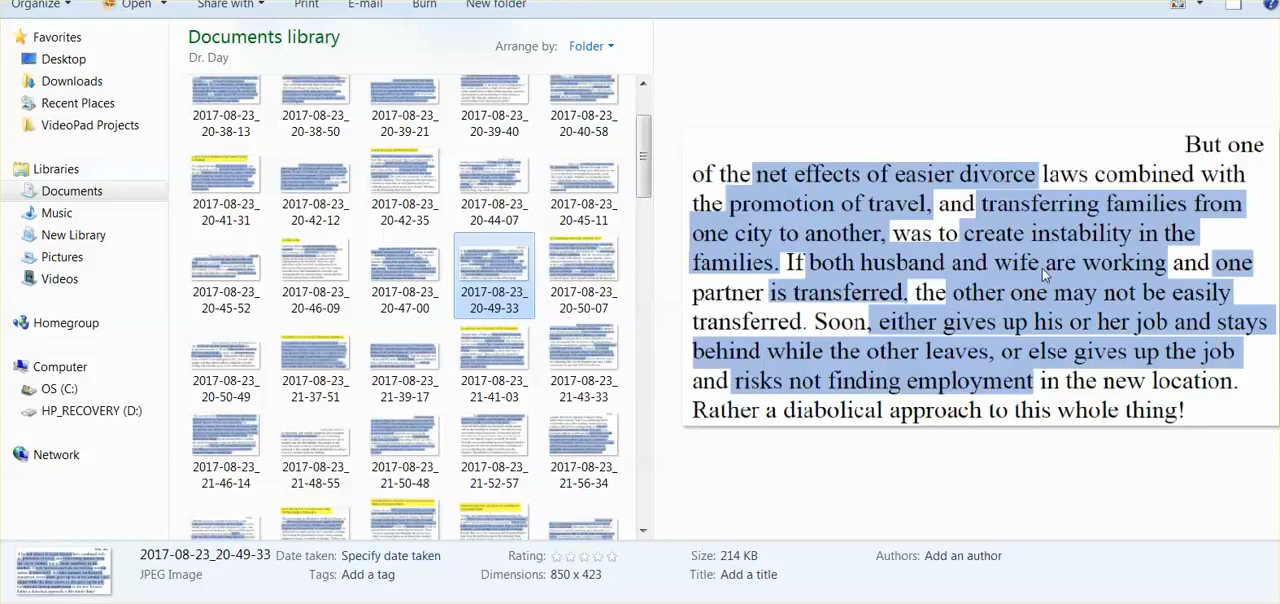 Organize
Open
Share with
Print
E-mail
Burn
New folder
Favorites
Desktop
Downloads
Recent Places
VideoPad Projects
Libraries
Documents
Music
New Library
Pictures
Videos
Homegroup
Computer
OS (C:)
HP_RECOVERY (D:)
Network
Documents library
Dr. Day
Arrange by: Folder
2017-08-23_ 2017-08-23_ 2017-08-23_ 2017-08-23_ 2017-08-23_
20-38-13 20-38-50 20-39-21 20-39-40 20-40-58
2017-08-23_ 2017-08-23_ 2017-08-23_ 2017-08-23_ 2017-08-23_
20-41-31 20-42-12 20-42-35 20-44-07 20-45-11
2017-08-23_ 2017-08-23_ 2017-08-23_ 2017-08-23_ 2017-08-23_
20-45-52 20-46-09 20-47-00 20-49-33 20-50-07
2017-08-23_ 2017-08-23_ 2017-08-23_ 2017-08-23_ 2017-08-23_
20-50-49 21-37-51 21-39-17 21-41-03 21-43-33
2017-08-23_ 2017-08-23_ 2017-08-23_ 2017-08-23_ 2017-08-23_
21-46-14 21-48-55 21-50-48 21-52-57 21-56-34
But one
of the net effects of easier divorce laws combined with
the promotion of travel, and transferring families from
one city to another, was to create instability in the
families. If both husband and wife are working and one
partner is transferred, the other one may not be easily
transferred. Soon, either gives up his or her job and stays
behind while the other leaves, or else gives up the job
and risks not finding employment in the new location.
Rather a diabolical approach to this whole thing!
2017-08-23_20-49-33 Date taken: Specify date taken Rating: Size: 214 KB Authors: Add an author
JPEG Image Tags: Add a tag Dimensions: 850 x 423 Title: Add a title